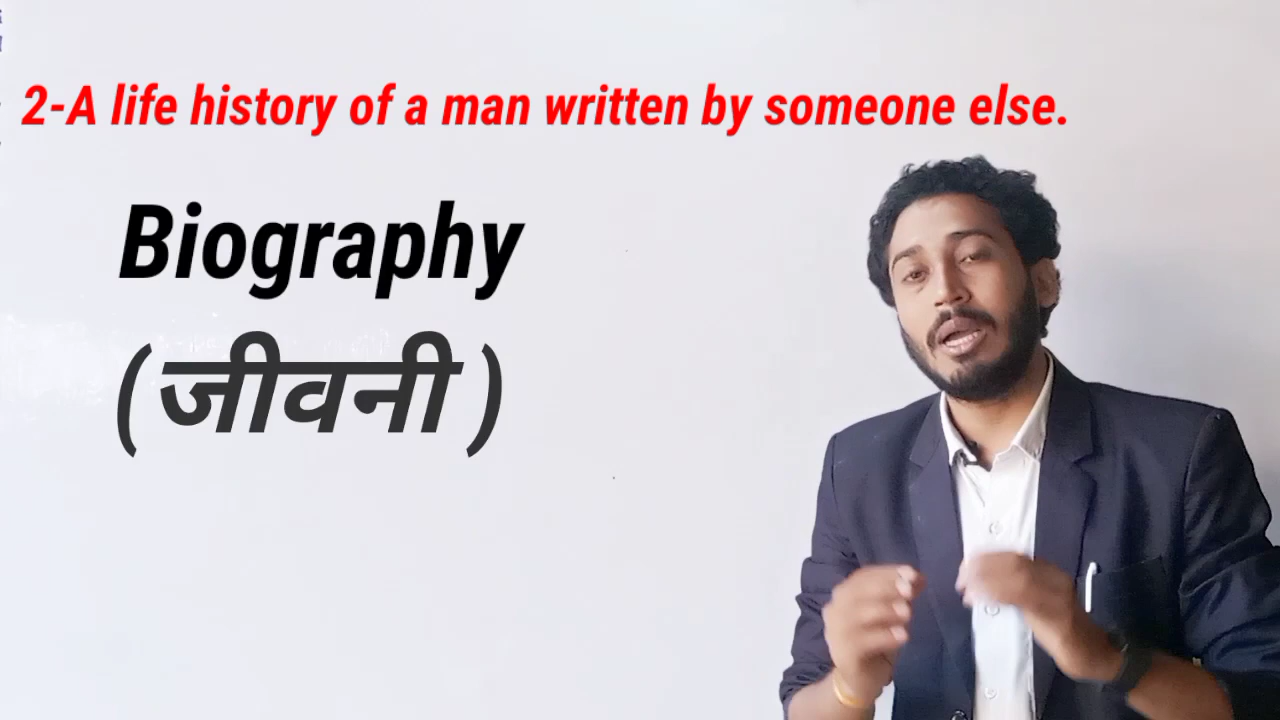 2-A life history of a man written by someone else.
Biography
(जीवनी )